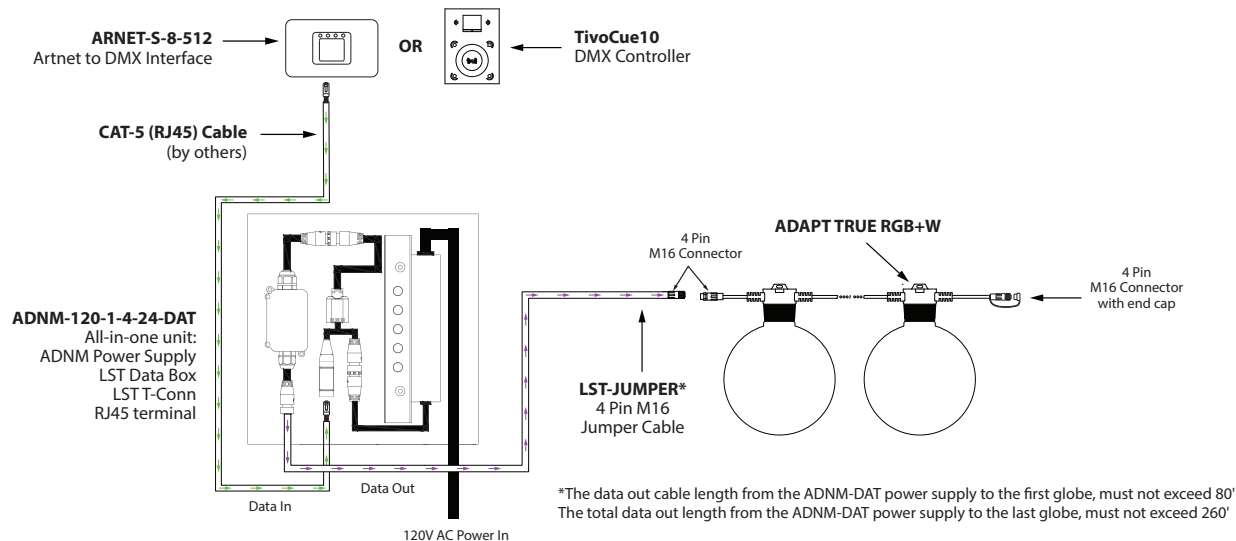 ARNET-S-8-512
Artnet to DMX Interface
OR
TivoCue10
DMX Controller
CAT-5 (RJ45) Cable
(by others)
ADNM-120-1-4-24-DAT
All-in-one unit:
ADNM Power Supply
LST Data Box
LST T-Conn
RJ45 terminal
4 Pin
M16 Connector
ADAPT TRUE RGB+W
4 Pin
M16 Connector
with end cap
LST-JUMPER*
4 Pin M16
Jumper Cable
Data In
Data Out
120V AC Power In
*The data out cable length from the ADNM-DAT power supply to the first globe, must not exceed 80'
The total data out length from the ADNM-DAT power supply to the last globe, must not exceed 260'